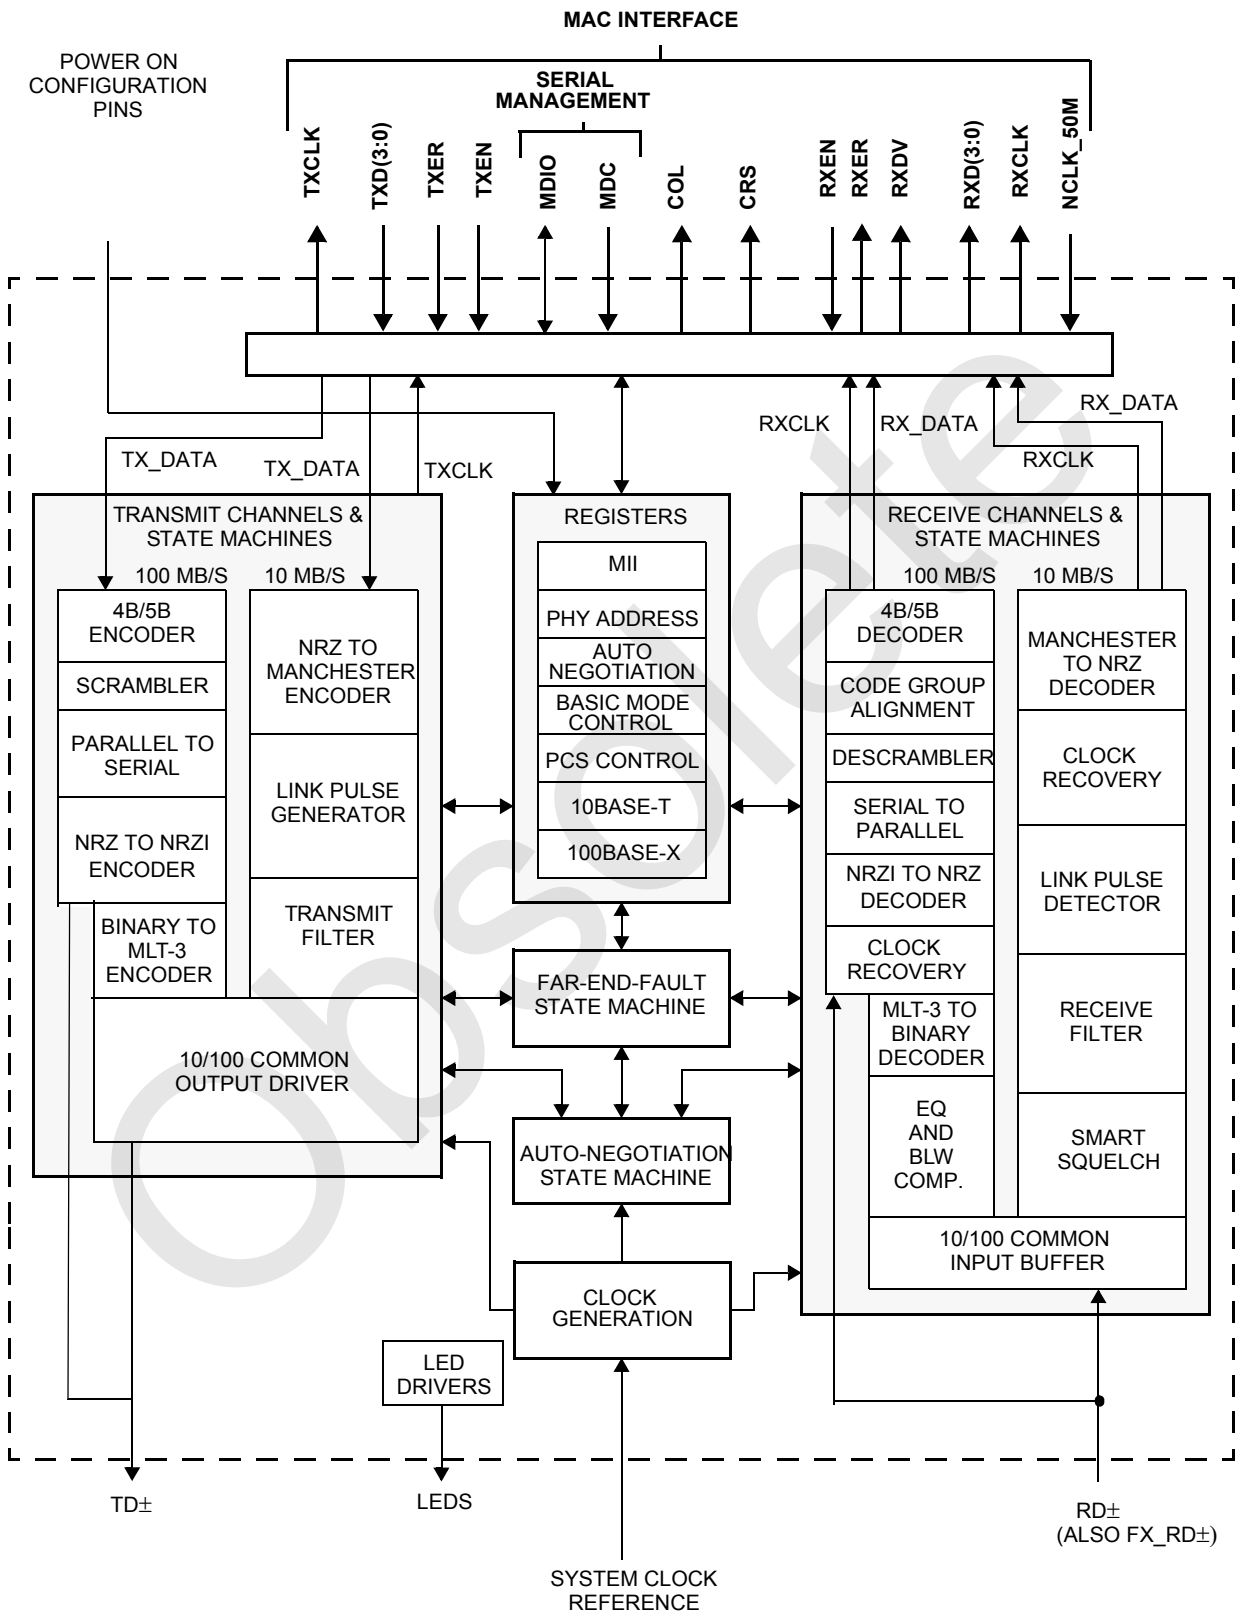 MAC INTERFACE
POWER ON
CONFIGURATION
PINS
SERIAL
MANAGEMENT
TXCLK
TXD(3:0)
TXER
TXEN
MDIO
MDC
COL
CRS
RXEN
RXER
RXDV
RXD(3:0)
RXCLK
NCLK_50M
TX_DATA
TX_DATA
TXCLK
RXCLK
RX_DATA
RXCLK
RX_DATA
TRANSMIT CHANNELS &
STATE MACHINES
100 MB/S
10 MB/S
4B/5B
ENCODER
SCRAMBLER
PARALLEL TO
SERIAL
NRZ TO NRZI
ENCODER
BINARY TO
MLT-3
ENCODER
NRZ TO
MANCHESTER
ENCODER
LINK PULSE
GENERATOR
TRANSMIT
FILTER
10/100 COMMON
OUTPUT DRIVER
REGISTERS
MII
PHY ADDRESS
AUTO
NEGOTIATION
BASIC MODE
CONTROL
PCS CONTROL
10BASE-T
100BASE-X
FAR-END-FAULT
STATE MACHINE
AUTO-NEGOTIATION
STATE MACHINE
CLOCK
GENERATION
LED
DRIVERS
RECEIVE CHANNELS &
STATE MACHINES
100 MB/S
10 MB/S
4B/5B
DECODER
CODE GROUP
ALIGNMENT
DESCRAMBLER
SERIAL TO
PARALLEL
NRZI TO NRZ
DECODER
CLOCK
RECOVERY
MLT-3 TO
BINARY
DECODER
EQ
AND
BLW
COMP.
MANCHESTER
TO NRZ
DECODER
CLOCK
RECOVERY
LINK PULSE
DETECTOR
RECEIVE
FILTER
SMART
SQUELCH
10/100 COMMON
INPUT BUFFER
TD±
LEDS
RD±
(ALSO FX_RD±)
SYSTEM CLOCK
REFERENCE
Obsolete